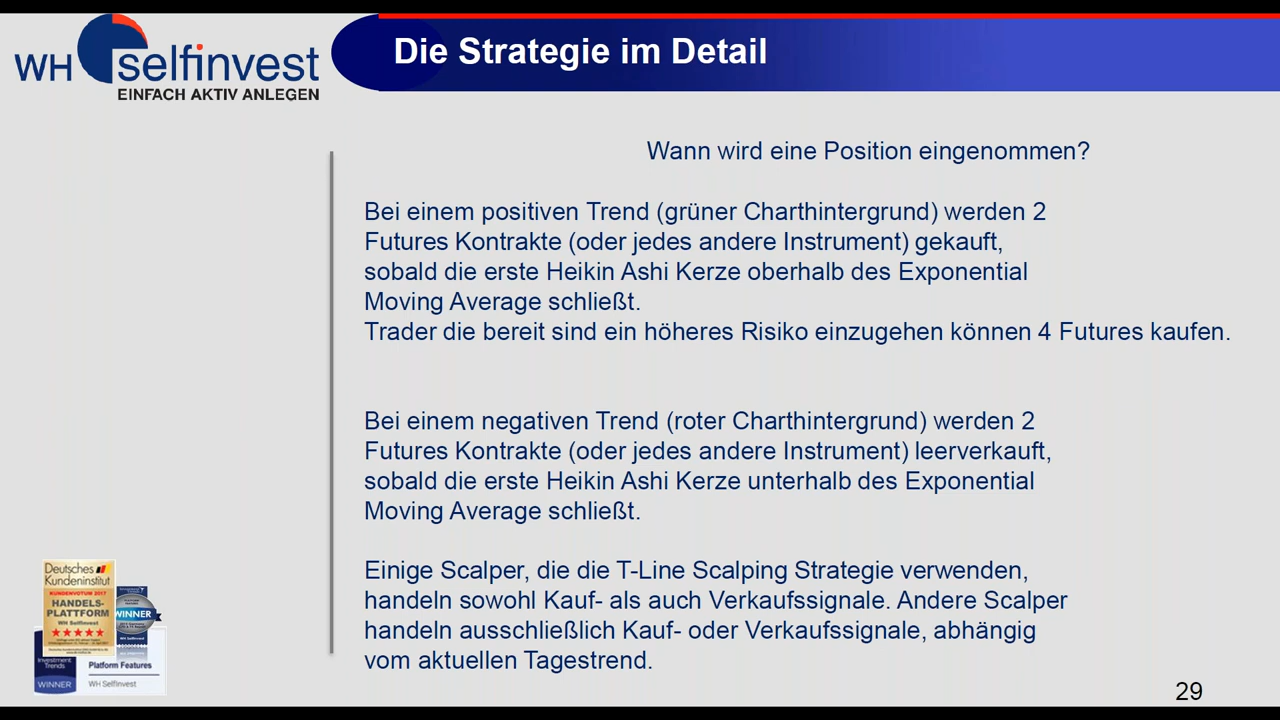 WH selfinvest
EINFACH AKTIV ANLEGEN
Die Strategie im Detail
Wann wird eine Position eingenommen?
Bei einem positiven Trend (grüner Charthintergrund) werden 2
Futures Kontrakte (oder jedes andere Instrument) gekauft,
sobald die erste Heikin Ashi Kerze oberhalb des Exponential
Moving Average schließt.
Trader die bereit sind ein höheres Risiko einzugehen können 4 Futures kaufen.
Bei einem negativen Trend (roter Charthintergrund) werden 2
Futures Kontrakte (oder jedes andere Instrument) leerverkauft,
sobald die erste Heikin Ashi Kerze unterhalb des Exponential
Moving Average schließt.
Einige Scalper, die die T-Line Scalping Strategie verwenden,
handeln sowohl Kauf- als auch Verkaufssignale. Andere Scalper
handeln ausschließlich Kauf- oder Verkaufssignale, abhängig
vom aktuellen Tagestrend.
Deutsches
Kundeninstitut
KUNDENVOTUM 2017
HANDELS-
PLATTFORM
WH Selfinvest
WINNER
WH Selfinvest
Investment
Trends
WINNER
Platform Features
WH Selfinvest
29